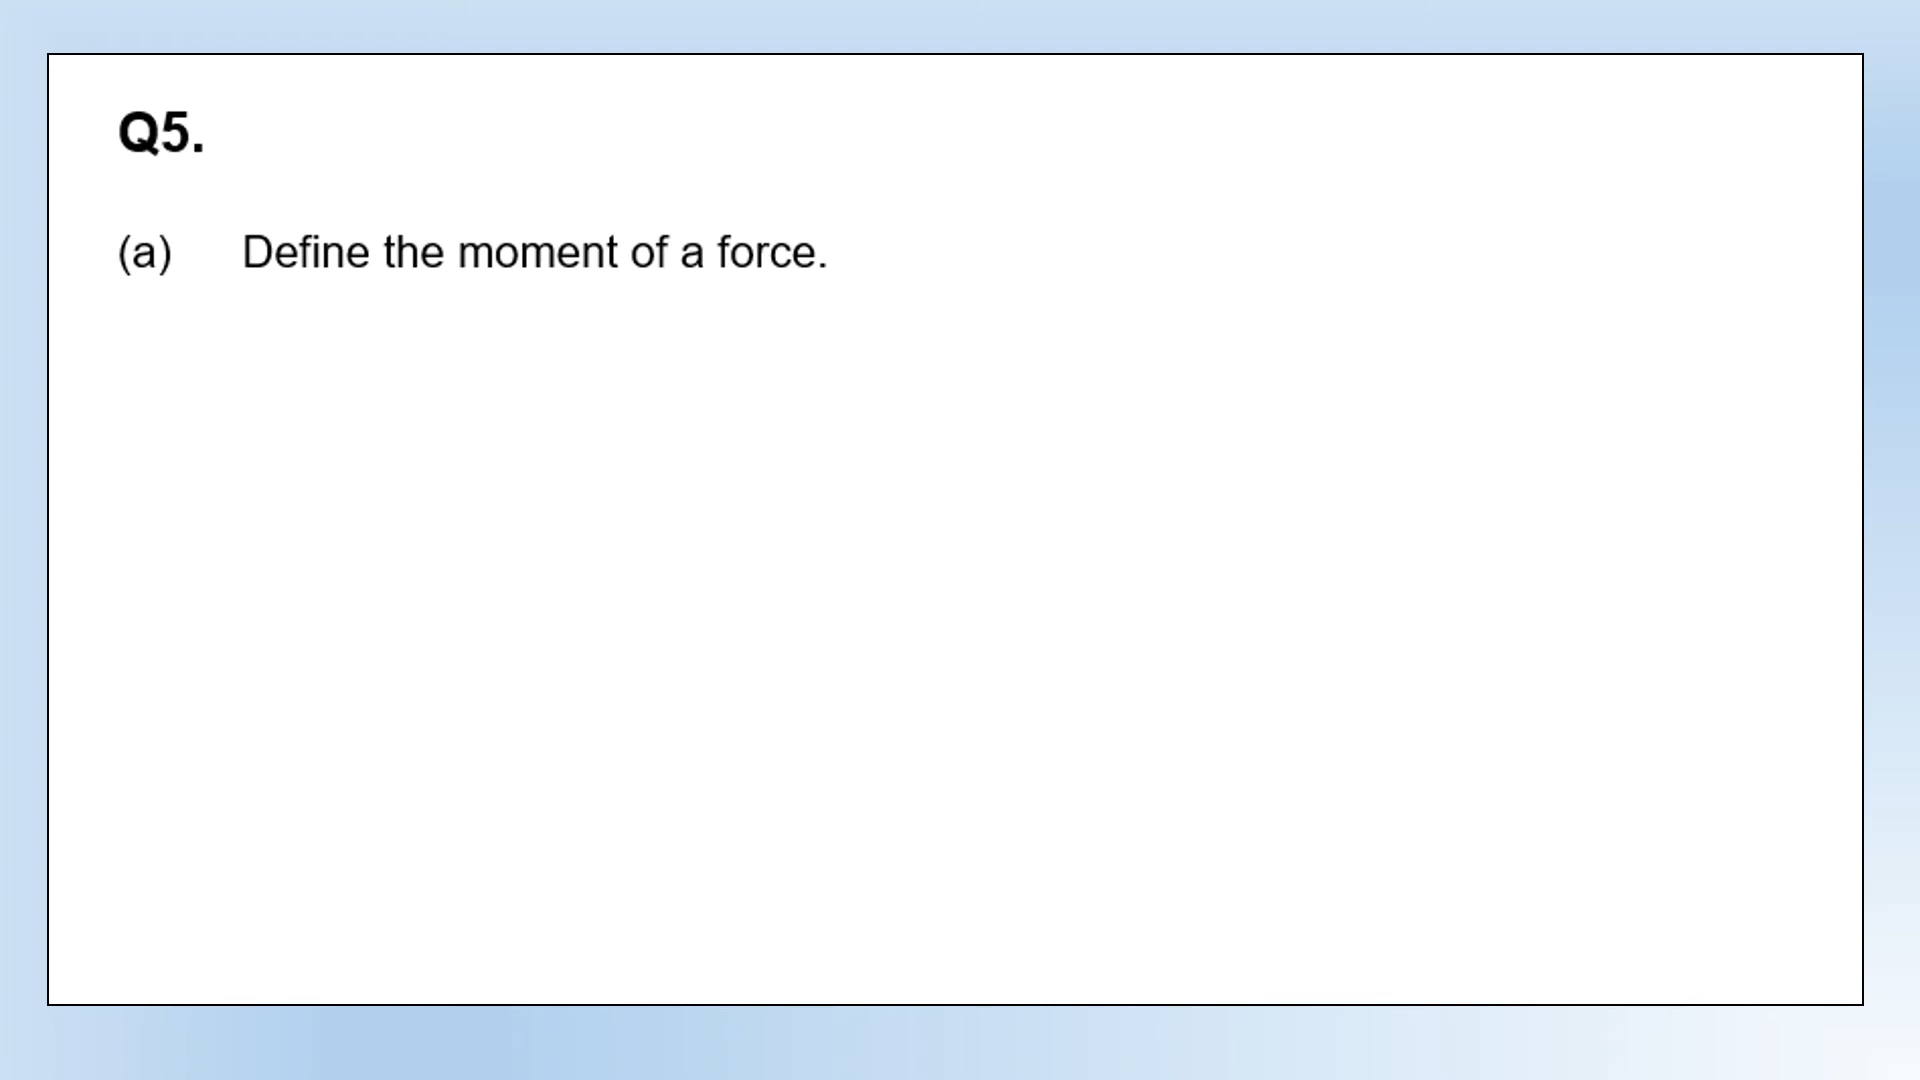 Q5.
(a) Define the moment of a force.